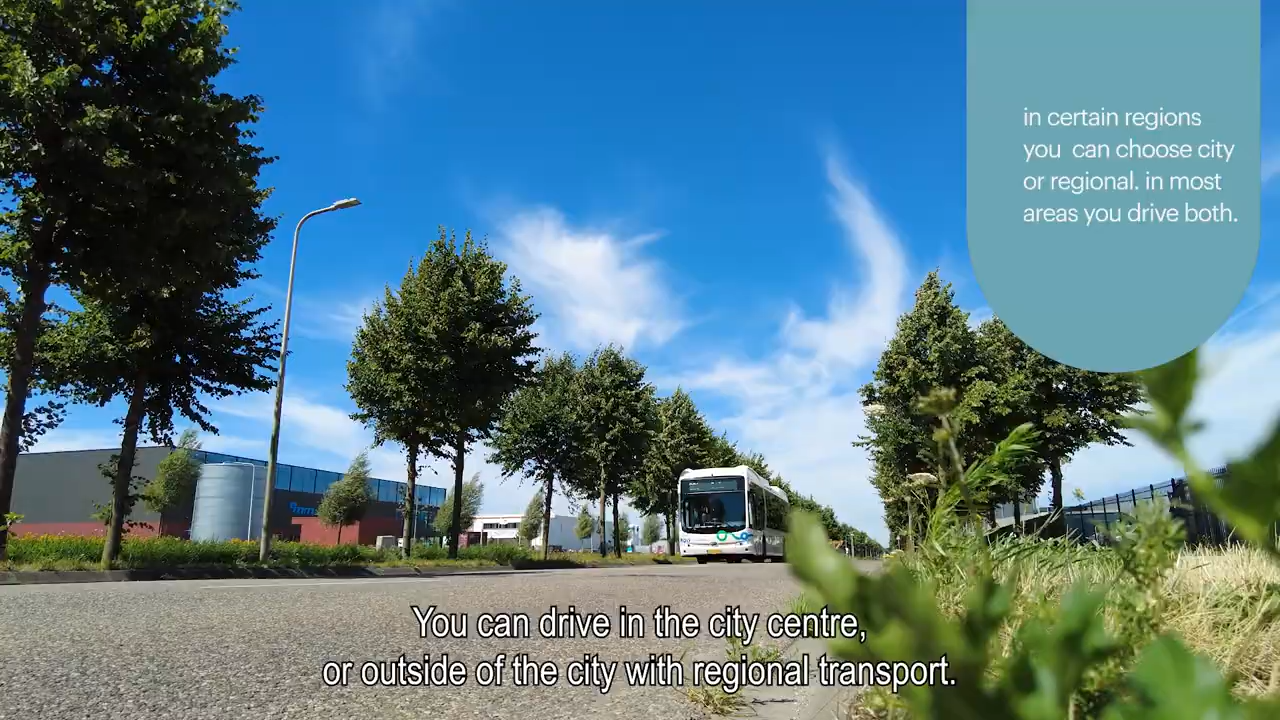 in certain regions
you can choose city
or regional. in most
areas you drive both.
You can drive in the city centre,
or outside of the city with regional transport.